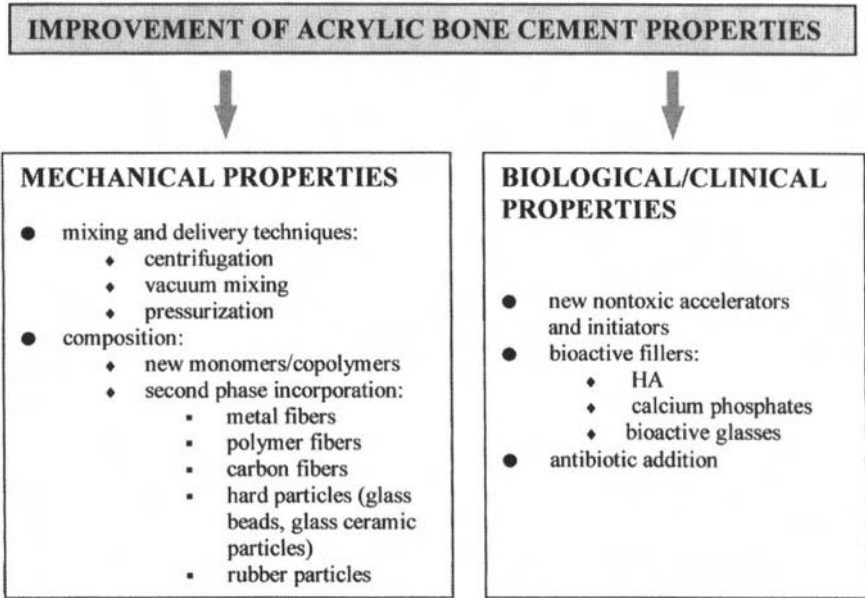 IMPROVEMENT OF ACRYLIC BONE CEMENT PROPERTIES
MECHANICAL PROPERTIES
● mixing and delivery techniques:
♦ centrifugation
♦ vacuum mixing
♦ pressurization
● composition:
♦ new monomers/copolymers
♦ second phase incorporation:
▪ metal fibers
▪ polymer fibers
▪ carbon fibers
▪ hard particles (glass
beads, glass ceramic
particles)
▪ rubber particles
BIOLOGICAL/CLINICAL
PROPERTIES
● new nontoxic accelerators
and initiators
● bioactive fillers:
♦ HA
♦ calcium phosphates
♦ bioactive glasses
● antibiotic addition